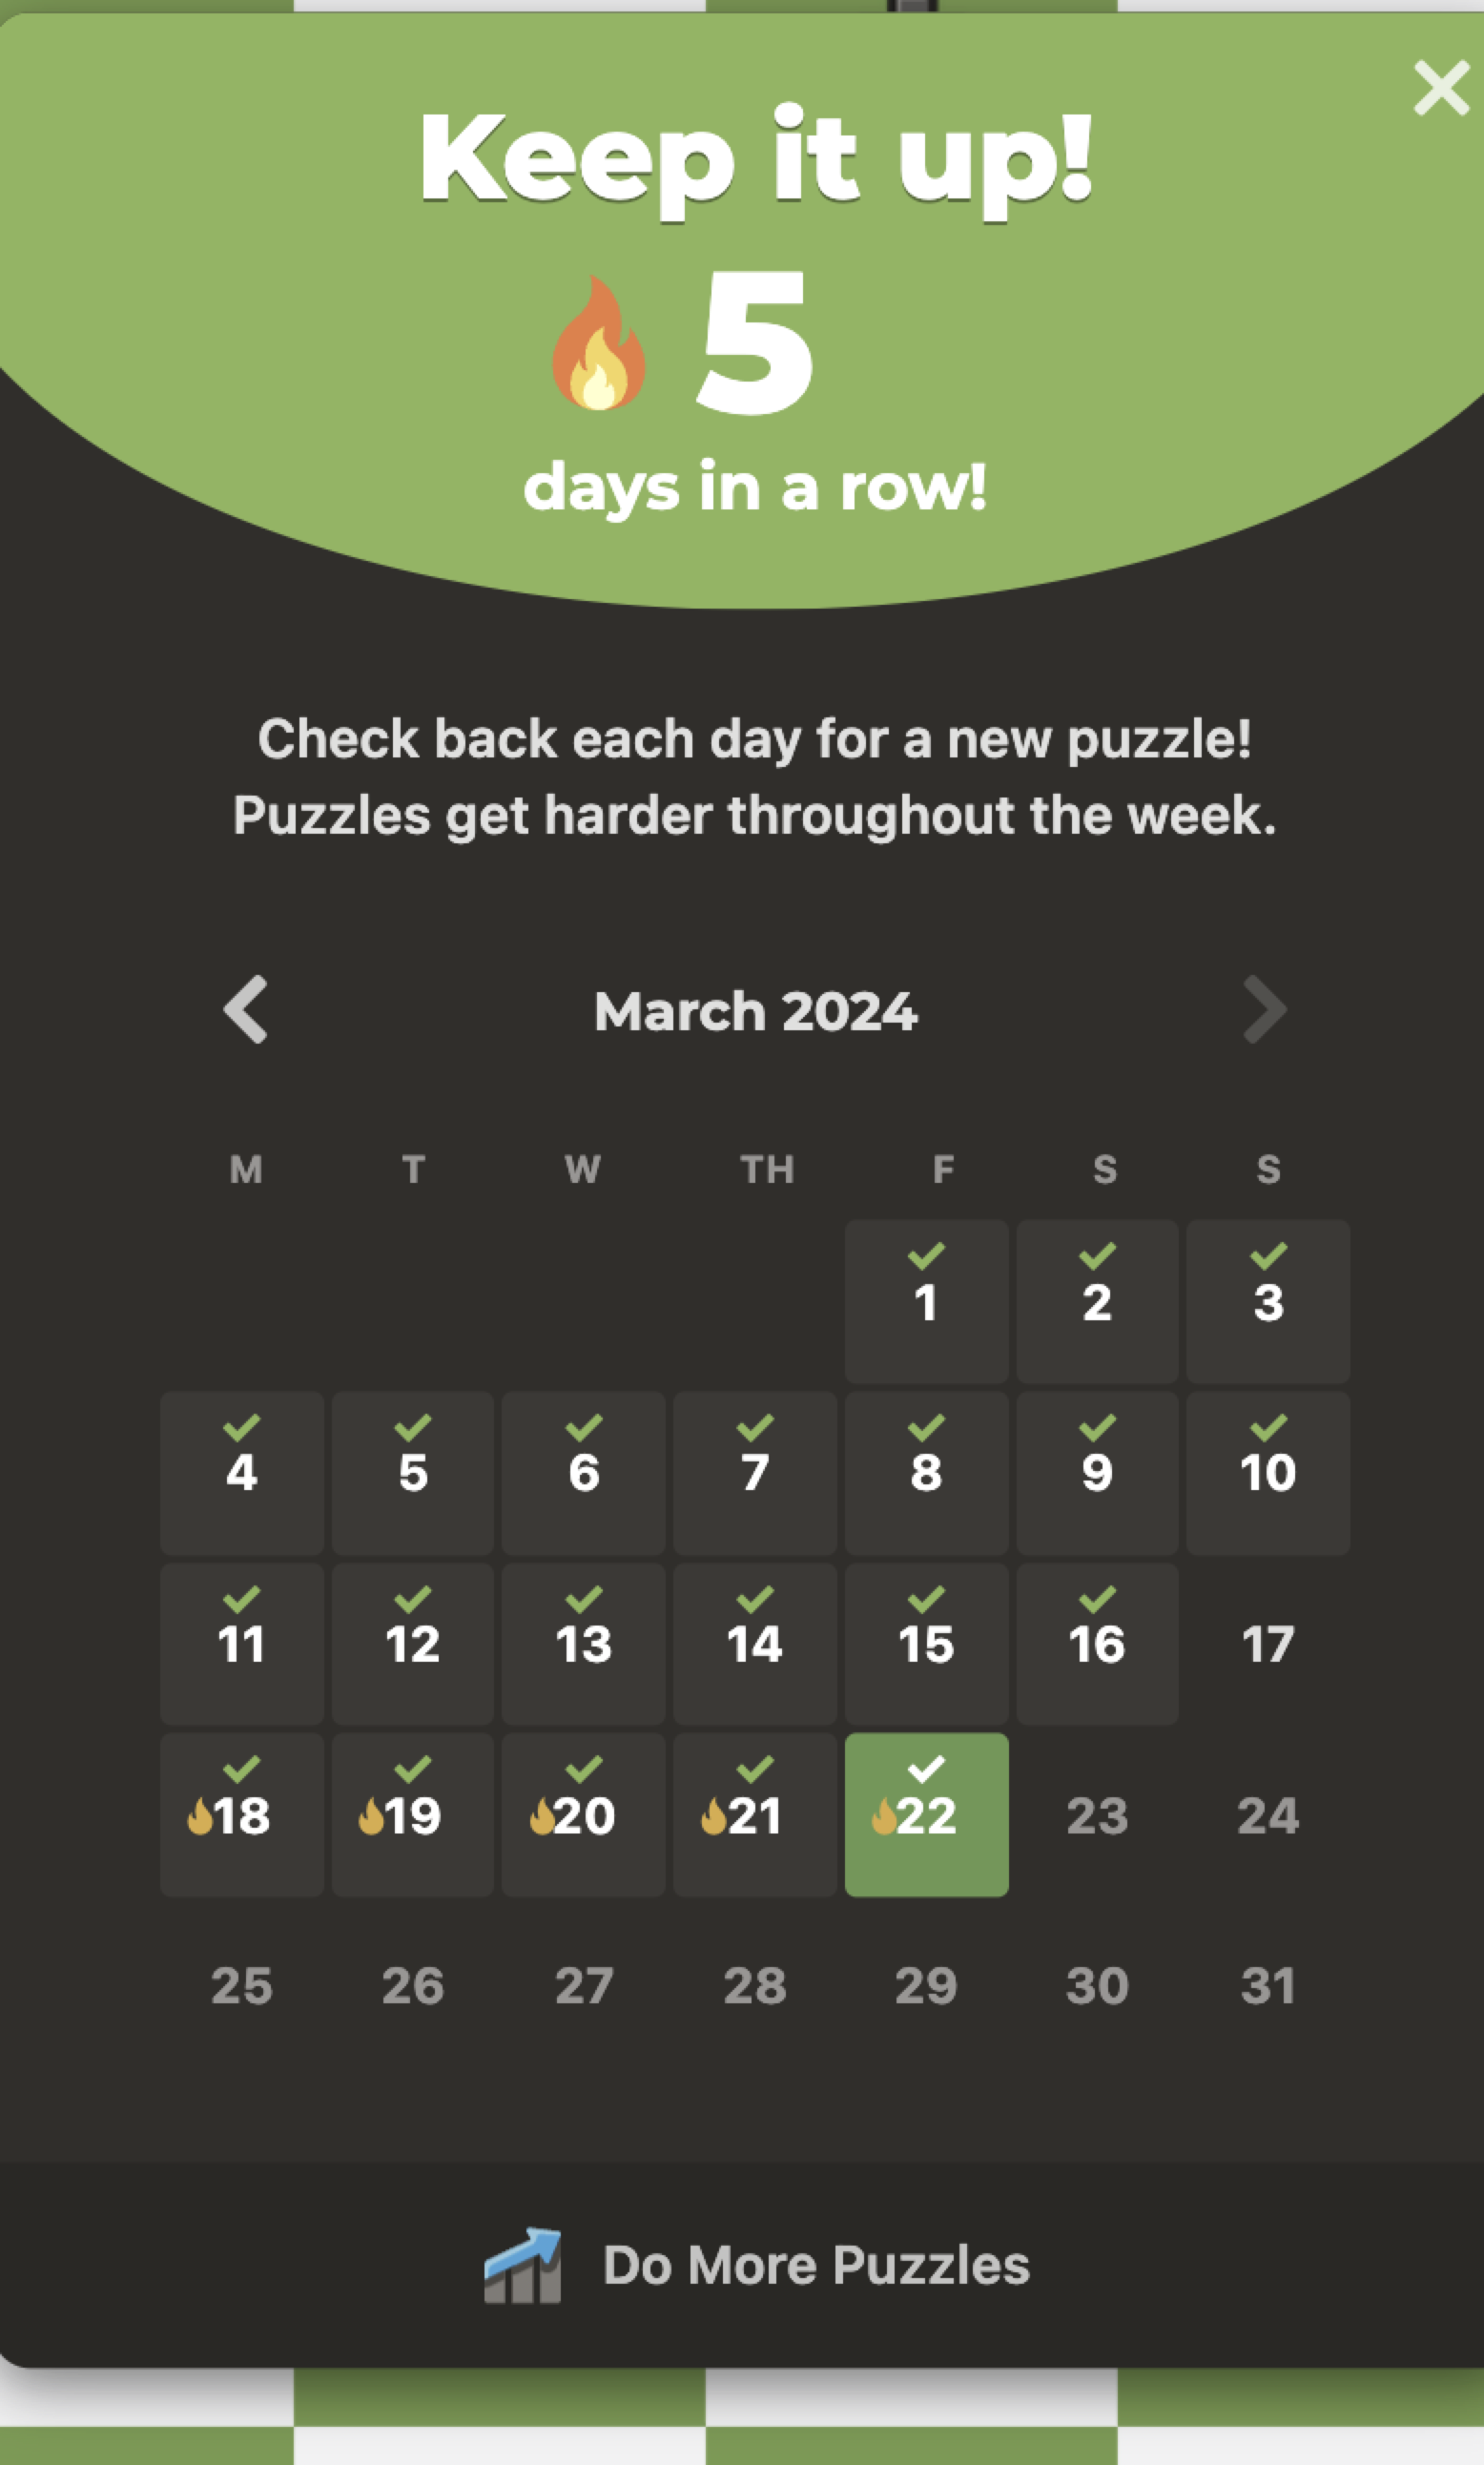 Keep it up!
5
days in a row!
Check back each day for a new puzzle!
Puzzles get harder throughout the week.
March 2024
M T W TH F S S
1 2 3
4 5 6 7 8 9 10
11 12 13 14 15 16 17
18 19 20 21 22 23 24
25 26 27 28 29 30 31
Do More Puzzles